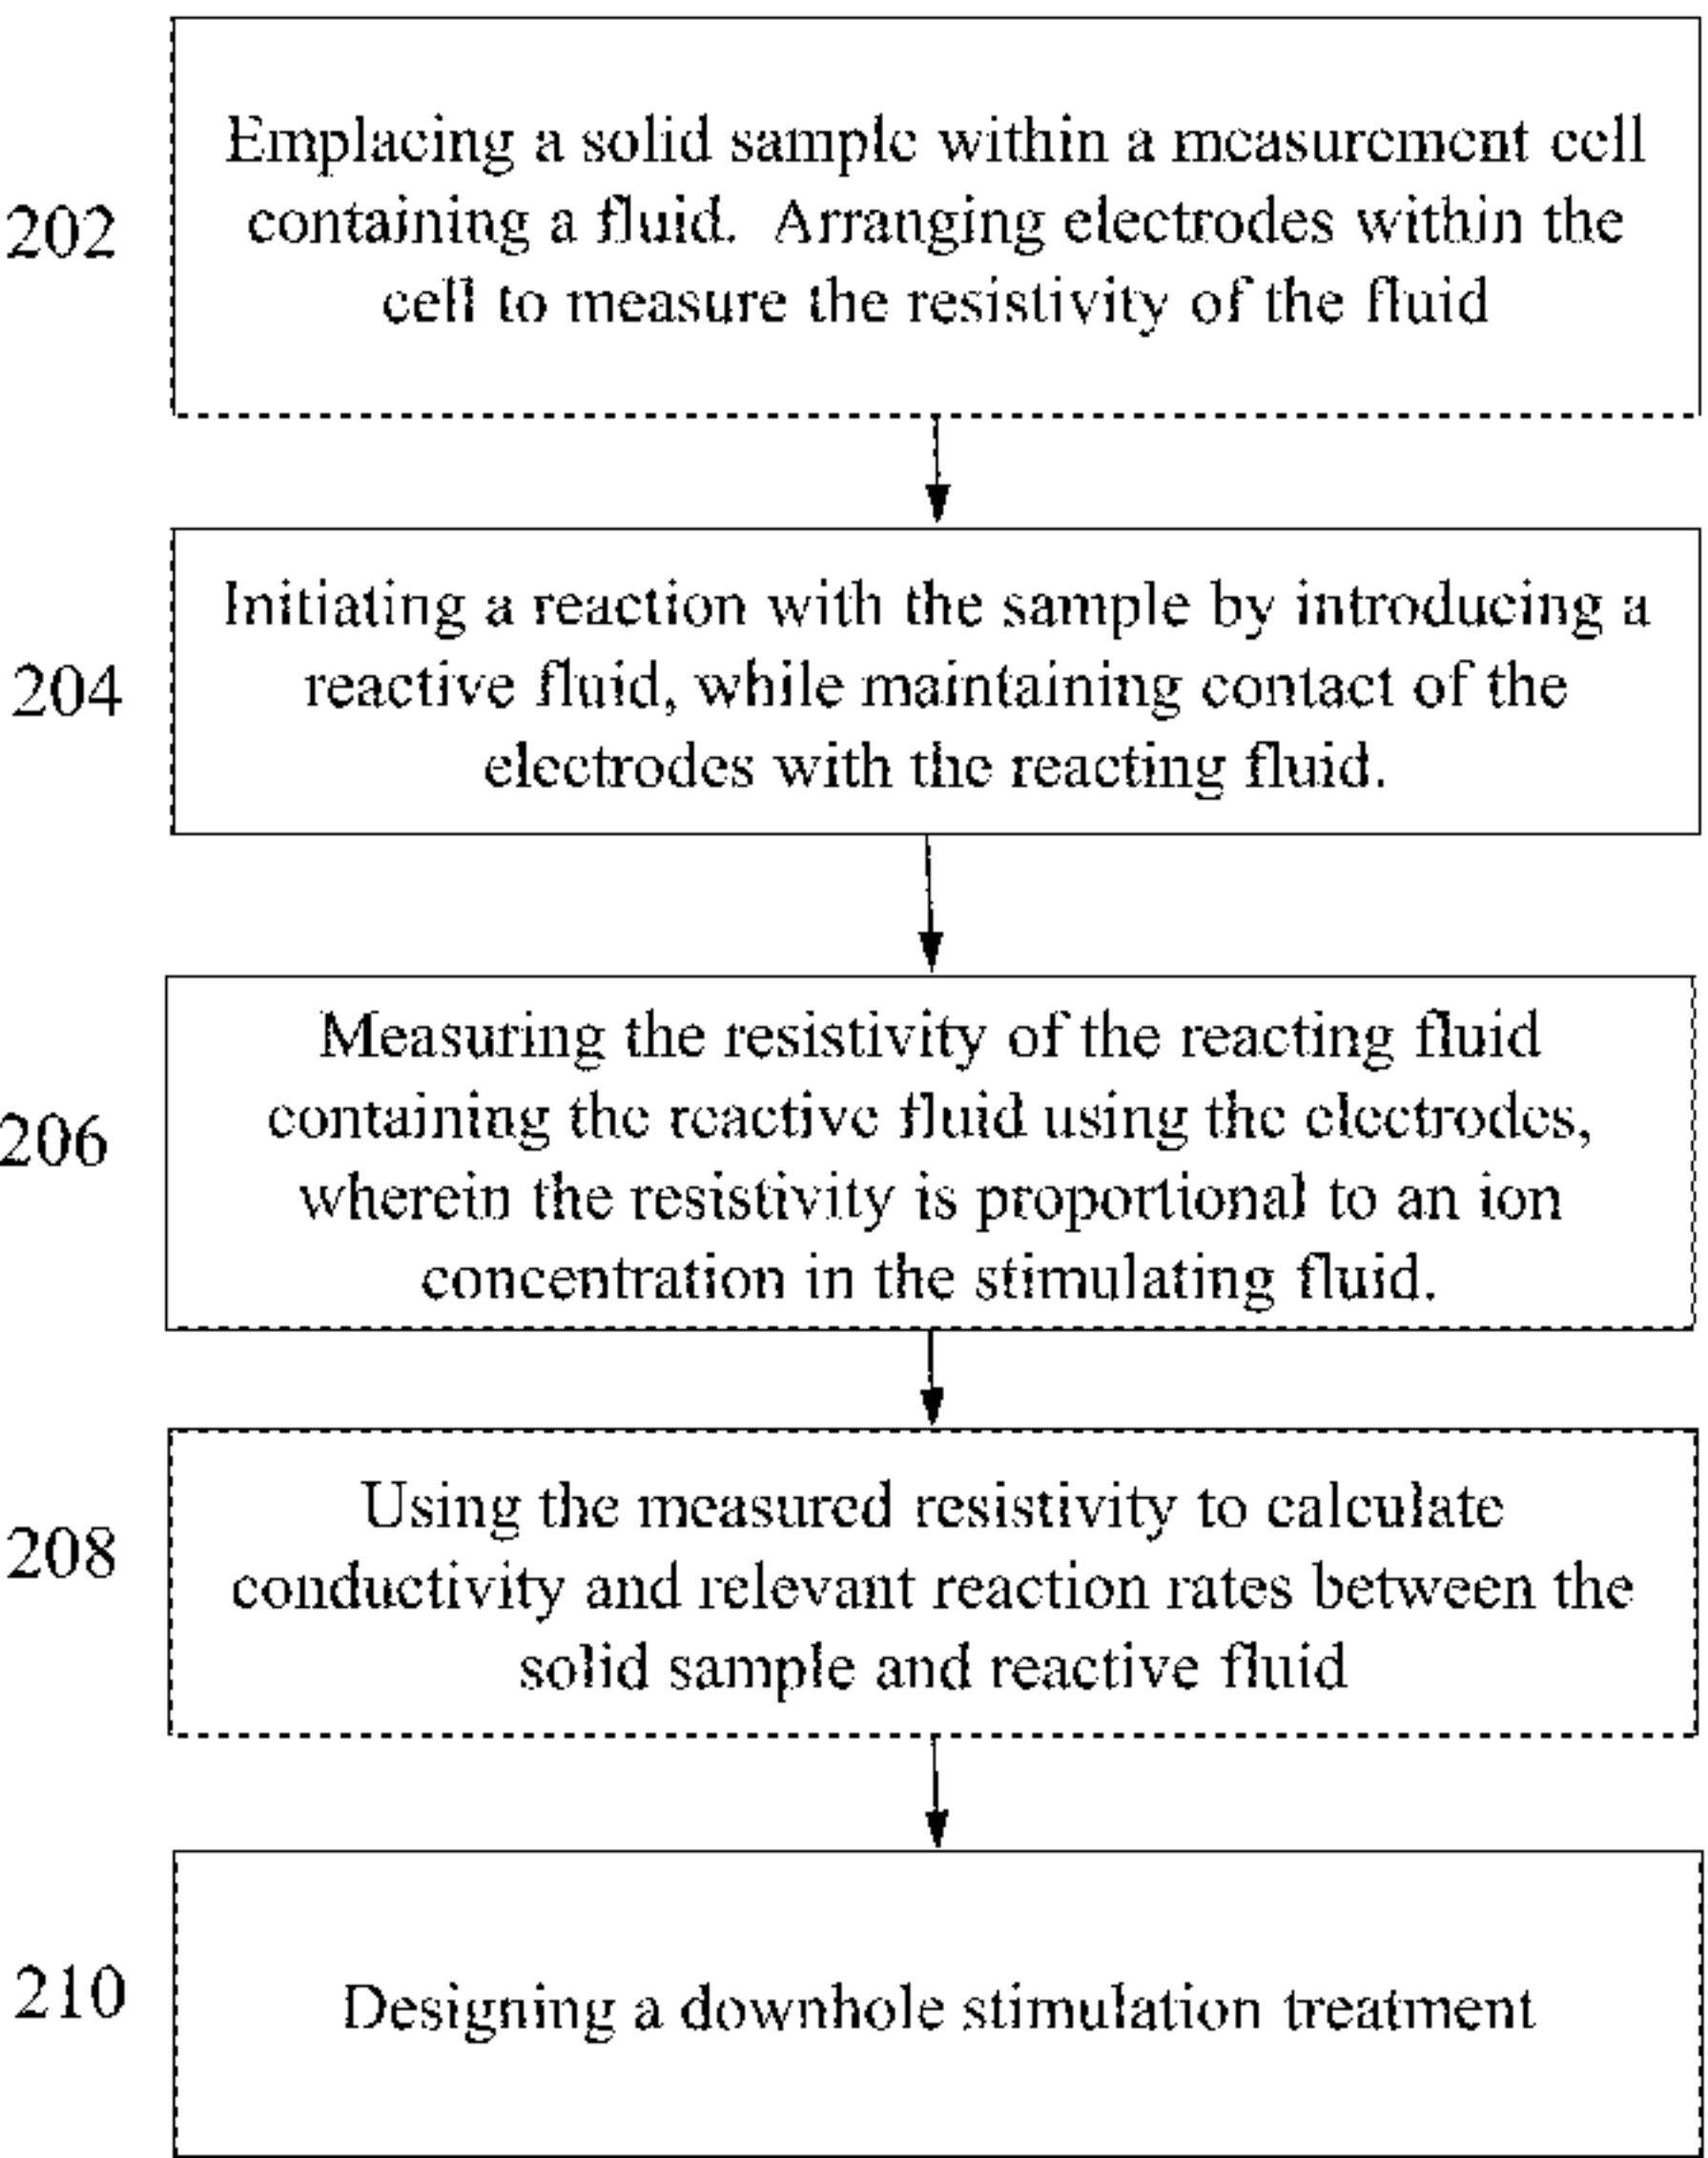 202
Emplacing a solid sample within a measurement cell
containing a fluid. Arranging electrodes within the
cell to measure the resistivity of the fluid
204
Initiating a reaction with the sample by introducing a
reactive fluid, while maintaining contact of the
electrodes with the reacting fluid.
206
Measuring the resistivity of the reacting fluid
containing the reactive fluid using the electrodes,
wherein the resistivity is proportional to an ion
concentration in the stimulating fluid.
208
Using the measured resistivity to calculate
conductivity and relevant reaction rates between the
solid sample and reactive fluid
210
Designing a downhole stimulation treatment